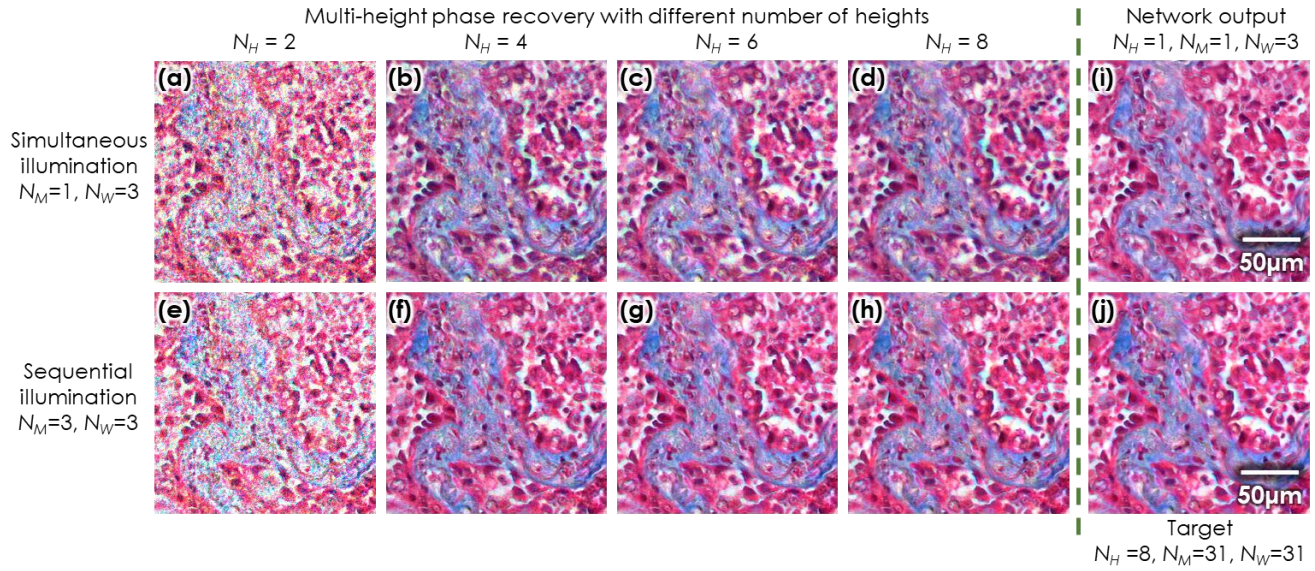 Multi-height phase recovery with different number of heights
Network output
N_H = 2
N_H = 4
N_H = 6
N_H = 8
N_H =1, N_M=1, N_W=3
Simultaneous
illumination
N_M=1, N_W=3
(a)
(b)
(c)
(d)
(i)
50μm
Sequential
illumination
N_M=3, N_W=3
(e)
(f)
(g)
(h)
(j)
50μm
Target
N_H =8, N_M=31, N_W=31